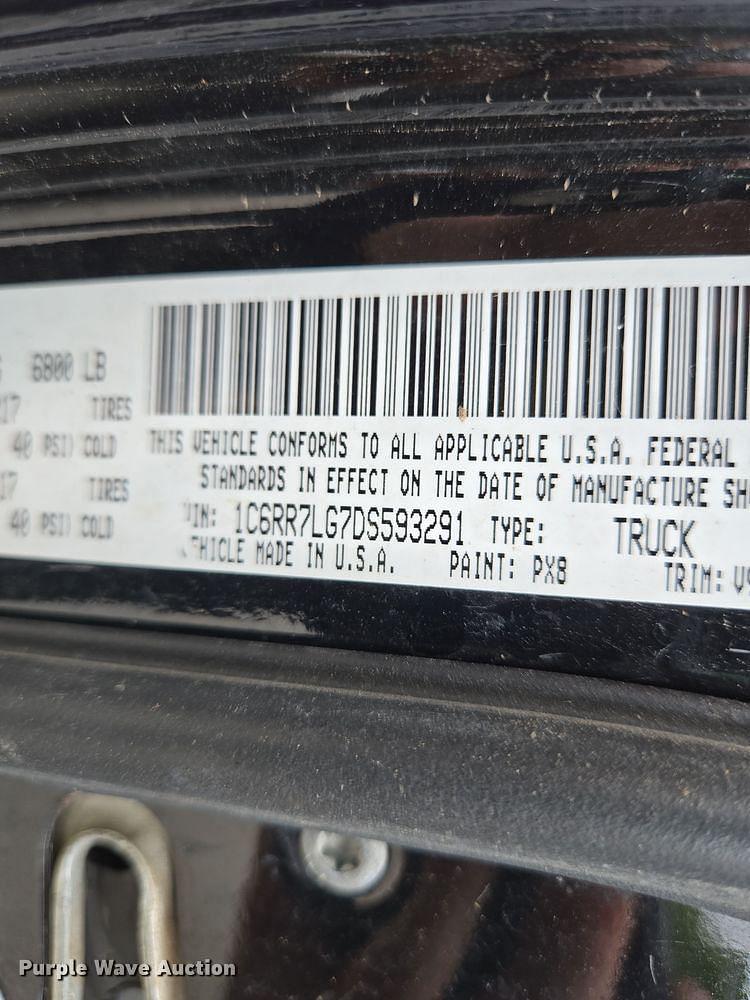 6800 LB
TIRES
40 PSI) COLD
TIRES
40 PSI) COLD
THIS VEHICLE CONFORMS TO ALL APPLICABLE U.S.A. FEDERAL
STANDARDS IN EFFECT ON THE DATE OF MANUFACTURE SH
VIN: 1C6RR7LG7DS593291 TYPE: TRUCK
VEHICLE MADE IN U.S.A. PAINT: PX8 TRIM:
Purple Wave Auction